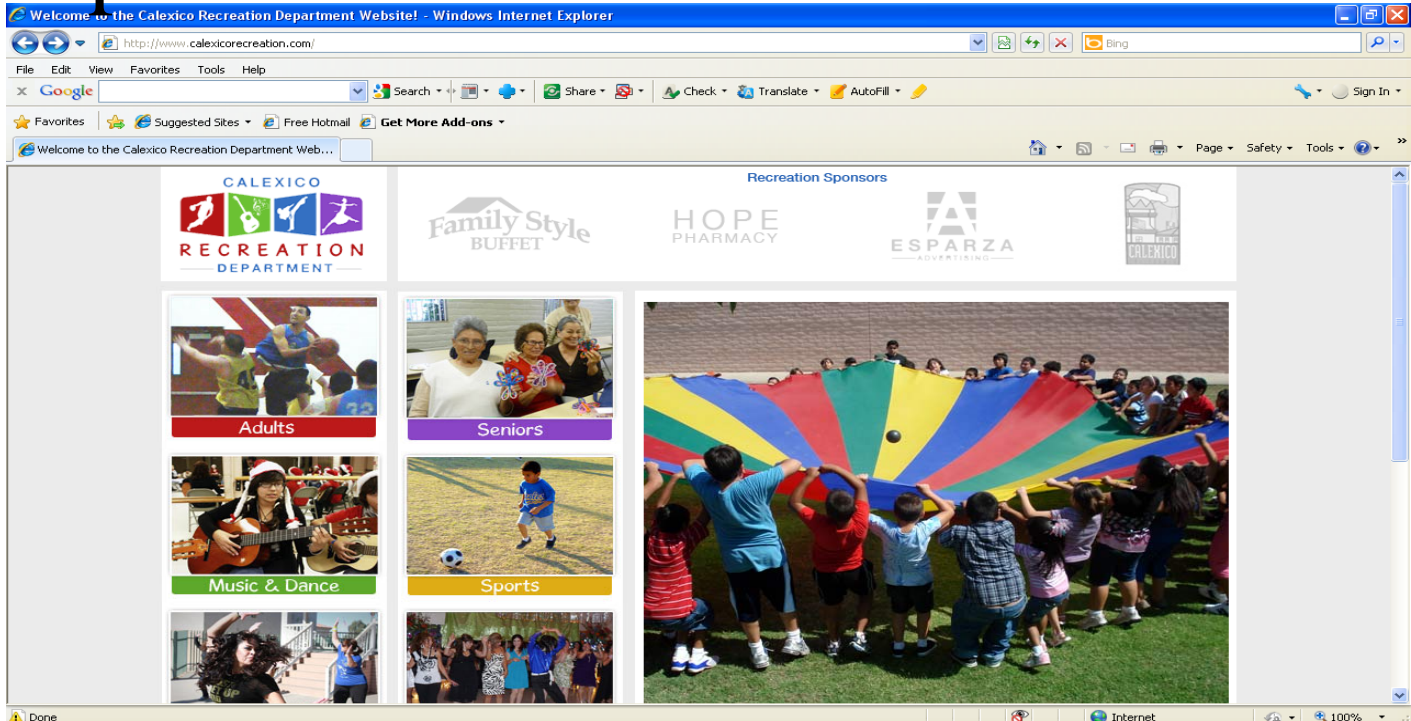 Welcome to the Calexico Recreation Department Website! - Windows Internet Explorer
http://www.calexicorecreation.com/
Bing
File Edit View Favorites Tools Help
x Google Search Share Check Translate AutoFill Sign In
Favorites Suggested Sites Free Hotmail Get More Add-ons
Welcome to the Calexico Recreation Department Web... Page Safety Tools »
CALEXICO
RECREATION
DEPARTMENT
Recreation Sponsors
Family Style
BUFFET
HOPE
PHARMACY
ESPARZA
ADVERTISING
CALEXICO
Adults
Seniors
Music & Dance
Sports
Done Internet 100%